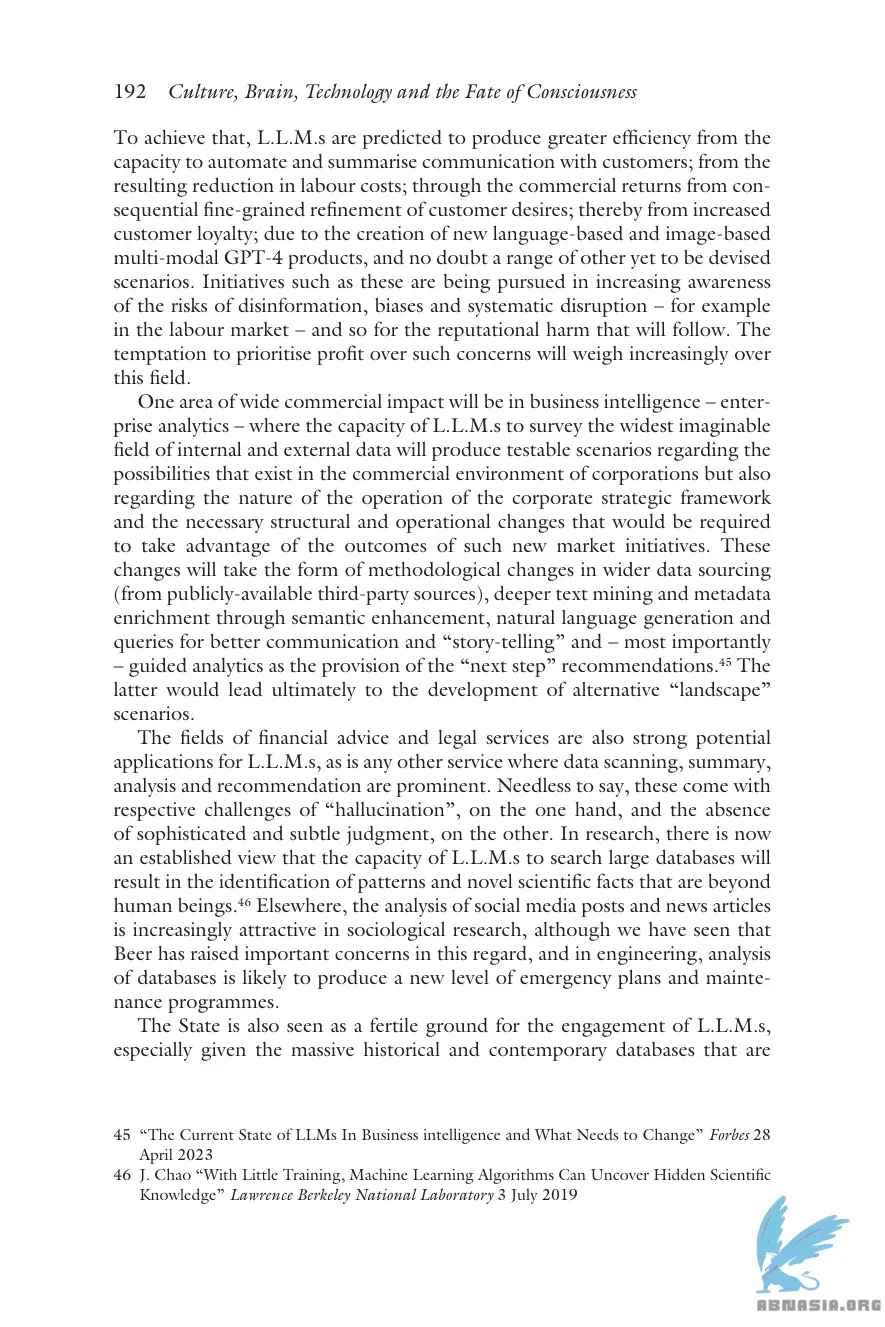 192 Culture, Brain, Technology and the Fate of Consciousness
To achieve that, L.L.M.s are predicted to produce greater efficiency from the
capacity to automate and summarise communication with customers; from the
resulting reduction in labour costs; through the commercial returns from con-
sequential fine-grained refinement of customer desires; thereby from increased
customer loyalty; due to the creation of new language-based and image-based
multi-modal GPT-4 products, and no doubt a range of other yet to be devised
scenarios. Initiatives such as these are being pursued in increasing awareness
of the risks of disinformation, biases and systematic disruption – for example
in the labour market – and so for the reputational harm that will follow. The
temptation to prioritise profit over such concerns will weigh increasingly over
this field.
One area of wide commercial impact will be in business intelligence – enter-
prise analytics – where the capacity of L.L.M.s to survey the widest imaginable
field of internal and external data will produce testable scenarios regarding the
possibilities that exist in the commercial environment of corporations but also
regarding the nature of the operation of the corporate strategic framework
and the necessary structural and operational changes that would be required
to take advantage of the outcomes of such new market initiatives. These
changes will take the form of methodological changes in wider data sourcing
(from publicly-available third-party sources), deeper text mining and metadata
enrichment through semantic enhancement, natural language generation and
queries for better communication and “story-telling” and – most importantly
– guided analytics as the provision of the “next step” recommendations.⁴⁵ The
latter would lead ultimately to the development of alternative “landscape”
scenarios.
The fields of financial advice and legal services are also strong potential
applications for L.L.M.s, as is any other service where data scanning, summary,
analysis and recommendation are prominent. Needless to say, these come with
respective challenges of “hallucination”, on the one hand, and the absence
of sophisticated and subtle judgment, on the other. In research, there is now
an established view that the capacity of L.L.M.s to search large databases will
result in the identification of patterns and novel scientific facts that are beyond
human beings.⁴⁶ Elsewhere, the analysis of social media posts and news articles
is increasingly attractive in sociological research, although we have seen that
Beer has raised important concerns in this regard, and in engineering, analysis
of databases is likely to produce a new level of emergency plans and mainte-
nance programmes.
The State is also seen as a fertile ground for the engagement of L.L.M.s,
especially given the massive historical and contemporary databases that are
45 “The Current State of LLMs In Business intelligence and What Needs to Change” Forbes 28
April 2023
46 J. Chao “With Little Training, Machine Learning Algorithms Can Uncover Hidden Scientific
Knowledge” Lawrence Berkeley National Laboratory 3 July 2019
ABNASIA.ORG